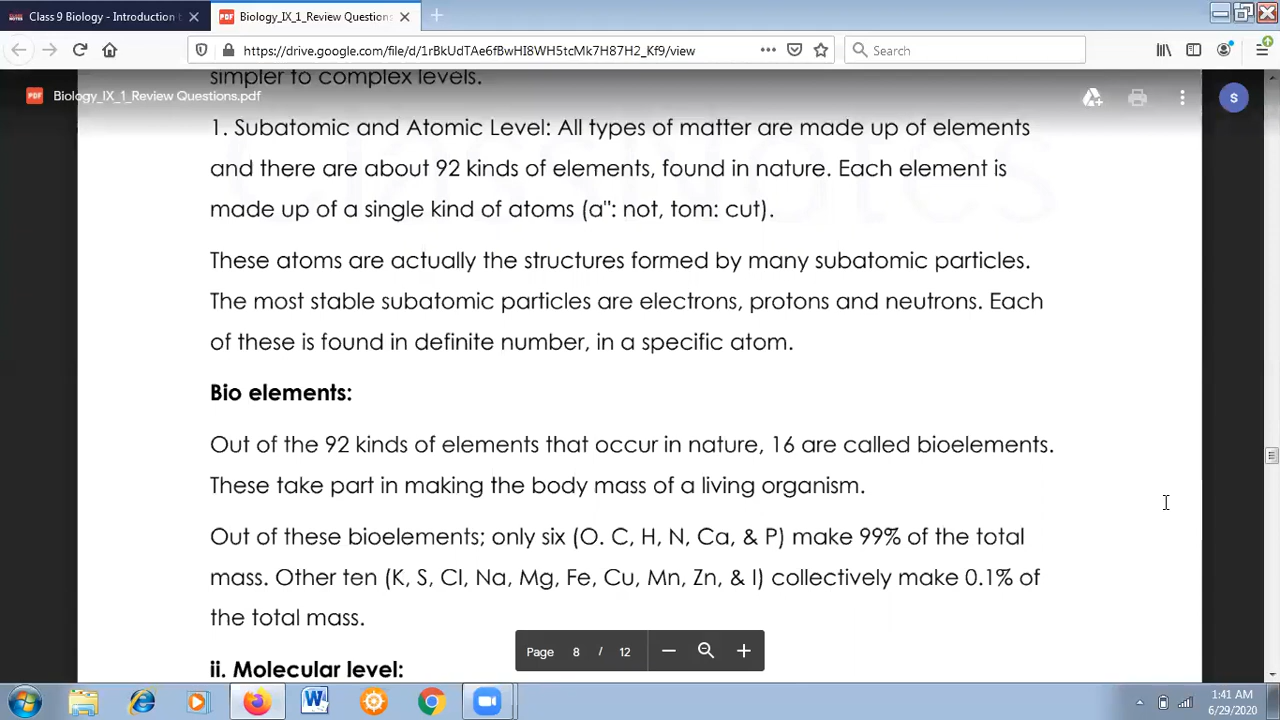 Class 9 Biology - Introduction t
Biology_IX_1_Review Questions
https://drive.google.com/file/d/1rBkUdTAe6fBwHI8WH5tcMk7H87H2_Kf9/view
Search
simpler to complex levels.
PDF
Biology_IX_1_Review Questions.pdf
S
1. Subatomic and Atomic Level: All types of matter are made up of elements
and there are about 92 kinds of elements, found in nature. Each element is
made up of a single kind of atoms (a": not, tom: cut).
These atoms are actually the structures formed by many subatomic particles.
The most stable subatomic particles are electrons, protons and neutrons. Each
of these is found in definite number, in a specific atom.
Bio elements:
Out of the 92 kinds of elements that occur in nature, 16 are called bioelements.
These take part in making the body mass of a living organism.
Out of these bioelements; only six (O. C, H, N, Ca, & P) make 99% of the total
mass. Other ten (K, S, Cl, Na, Mg, Fe, Cu, Mn, Zn, & I) collectively make 0.1% of
the total mass.
Page 8 / 12
ii. Molecular level:
1:41 AM
6/29/2020